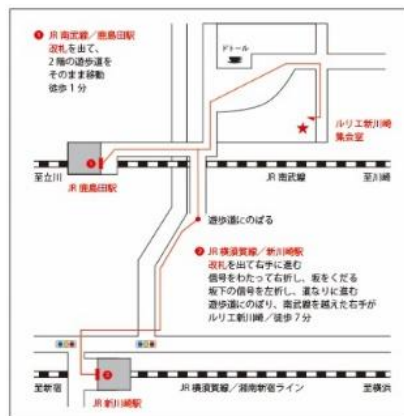 ❶ JR 南武線／鹿島田駅
改札を出て、
2階の遊歩道を
そのまま移動
徒歩1分
ドトール
ルリエ新川崎
集会室
❶
至立川
JR 南武線
至川崎
JR 鹿島田駅
遊歩道にのぼる
❷ JR 横須賀線／新川崎駅
改札を出て右手に進む
信号をわたって右折し、坂をくだる
坂下の信号を左折し、道なりに進む
遊歩道にのぼり、南武線を越えた右手が
ルリエ新川崎／徒歩7分
❷
至新宿
JR 横須賀線／湘南新宿ライン
至横浜
JR 新川崎駅